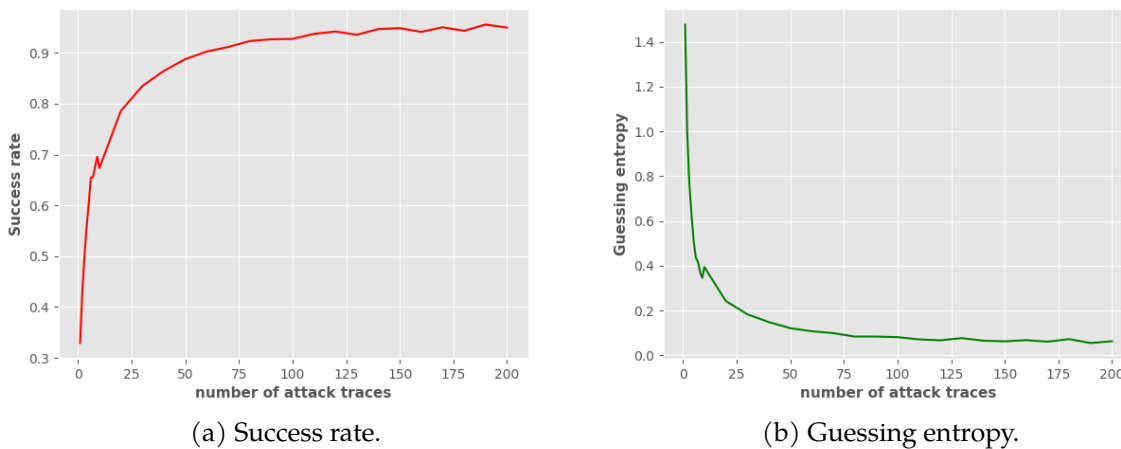 0.9
0.8
0.7
0.6
0.5
0.4
0.3
Success rate
0 25 50 75 100 125 150 175 200
number of attack traces
(a) Success rate.
1.4
1.2
1.0
0.8
0.6
0.4
0.2
0.0
Guessing entropy
0 25 50 75 100 125 150 175 200
number of attack traces
(b) Guessing entropy.